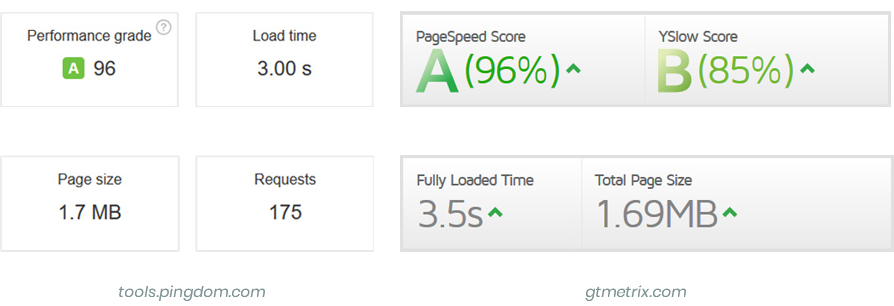 Performance grade ?
A 96
Load time
3.00 s
PageSpeed Score
A (96%)
YSlow Score
B (85%)
Page size
1.7 MB
Requests
175
Fully Loaded Time
3.5s
Total Page Size
1.69MB
tools.pingdom.com
gtmetrix.com